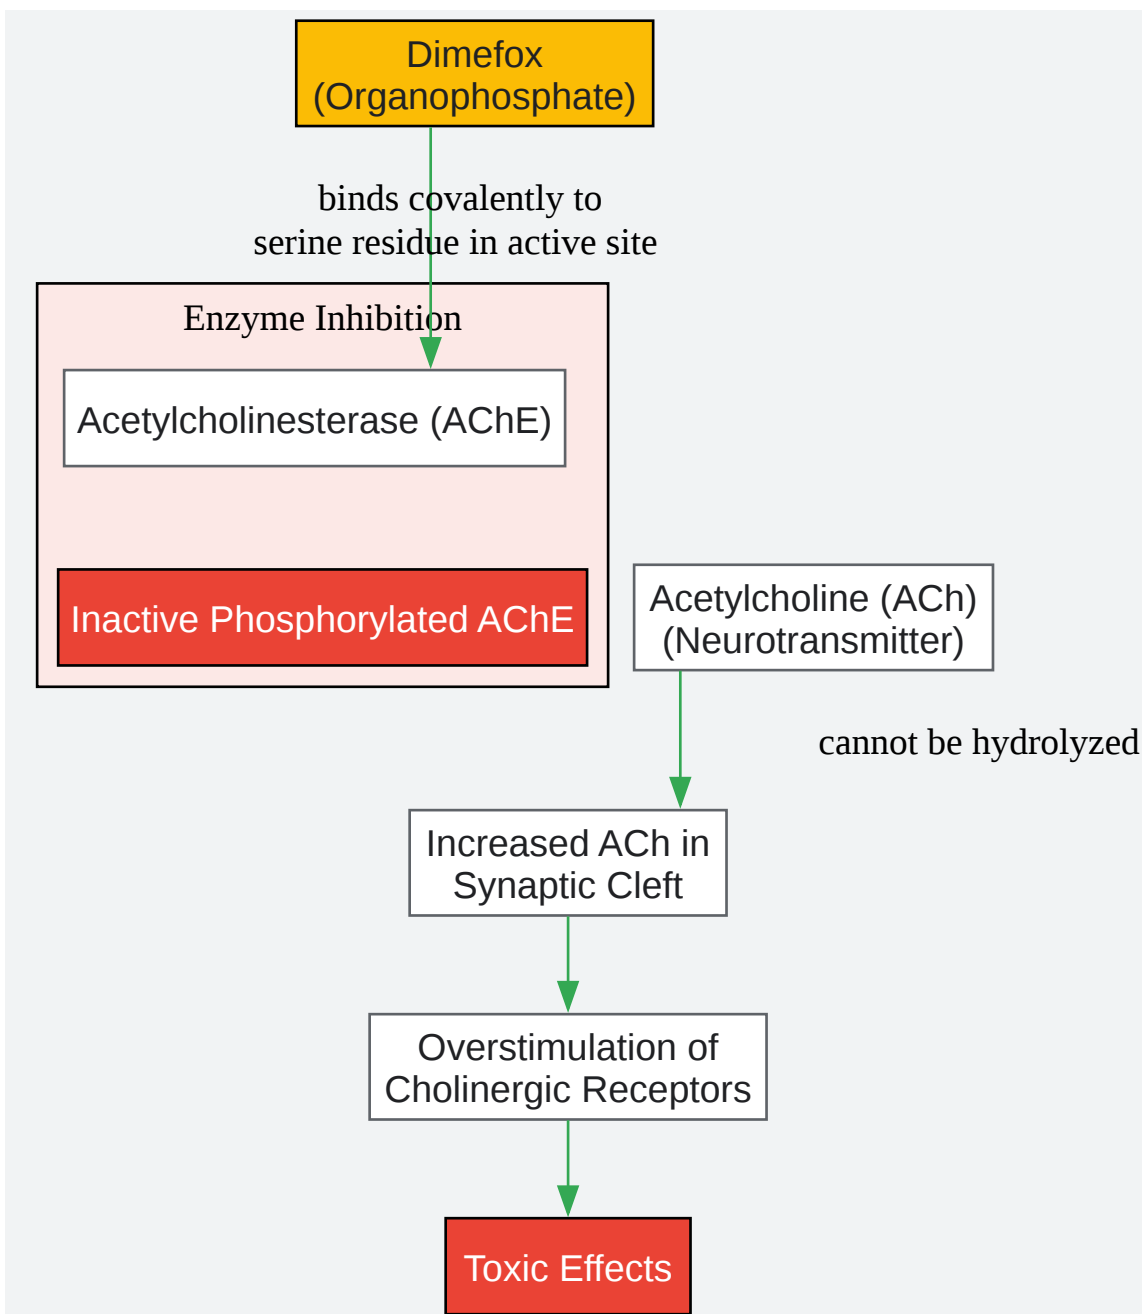 Dimefox
(Organophosphate)
binds covalently to
serine residue in active site
Enzyme Inhibition
Acetylcholinesterase (AChE)
Inactive Phosphorylated AChE
Acetylcholine (ACh)
(Neurotransmitter)
cannot be hydrolyzed
Increased ACh in
Synaptic Cleft
Overstimulation of
Cholinergic Receptors
Toxic Effects